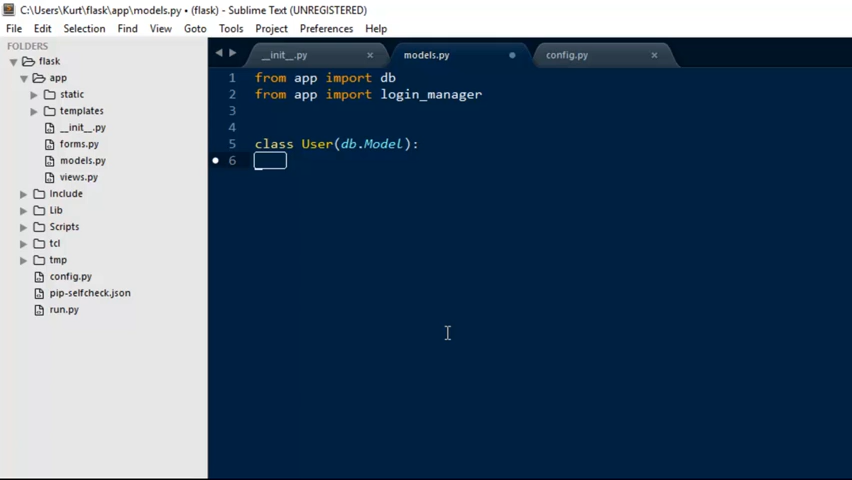 C:\Users\Kurt\flask\app\models.py • (flask) - Sublime Text (UNREGISTERED)
File Edit Selection Find View Goto Tools Project Preferences Help
FOLDERS
flask
app
static
templates
__init__.py
forms.py
models.py
views.py
Include
Lib
Scripts
tcl
tmp
config.py
pip-selfcheck.json
run.py
__init__.py × models.py config.py ×
1 from app import db
2 from app import login_manager
3
4
5 class User(db.Model):
6